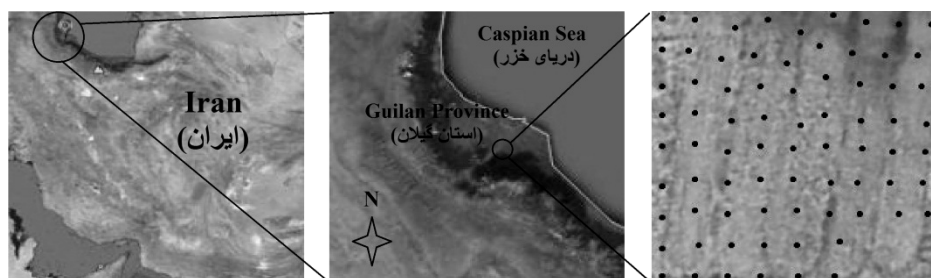 Iran
(ایران)
Caspian Sea
(دریای خزر)
Guilan Province
(استان گیلان)
N